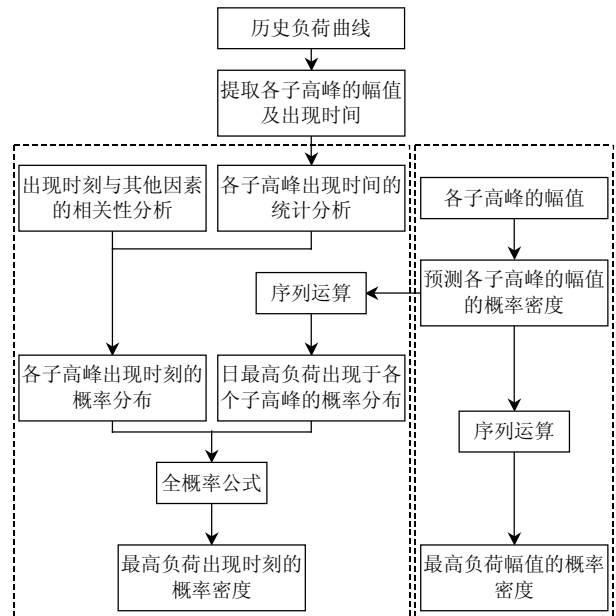 历史负荷曲线
提取各子高峰的幅值
及出现时间
出现时刻与其他因素
的相关性分析
各子高峰出现时间的
统计分析
各子高峰的幅值
序列运算
预测各子高峰的幅值
的概率密度
各子高峰出现时刻的
概率分布
日最高负荷出现于各
个子高峰的概率分布
序列运算
全概率公式
最高负荷出现时刻的
概率密度
最高负荷幅值的概率
密度